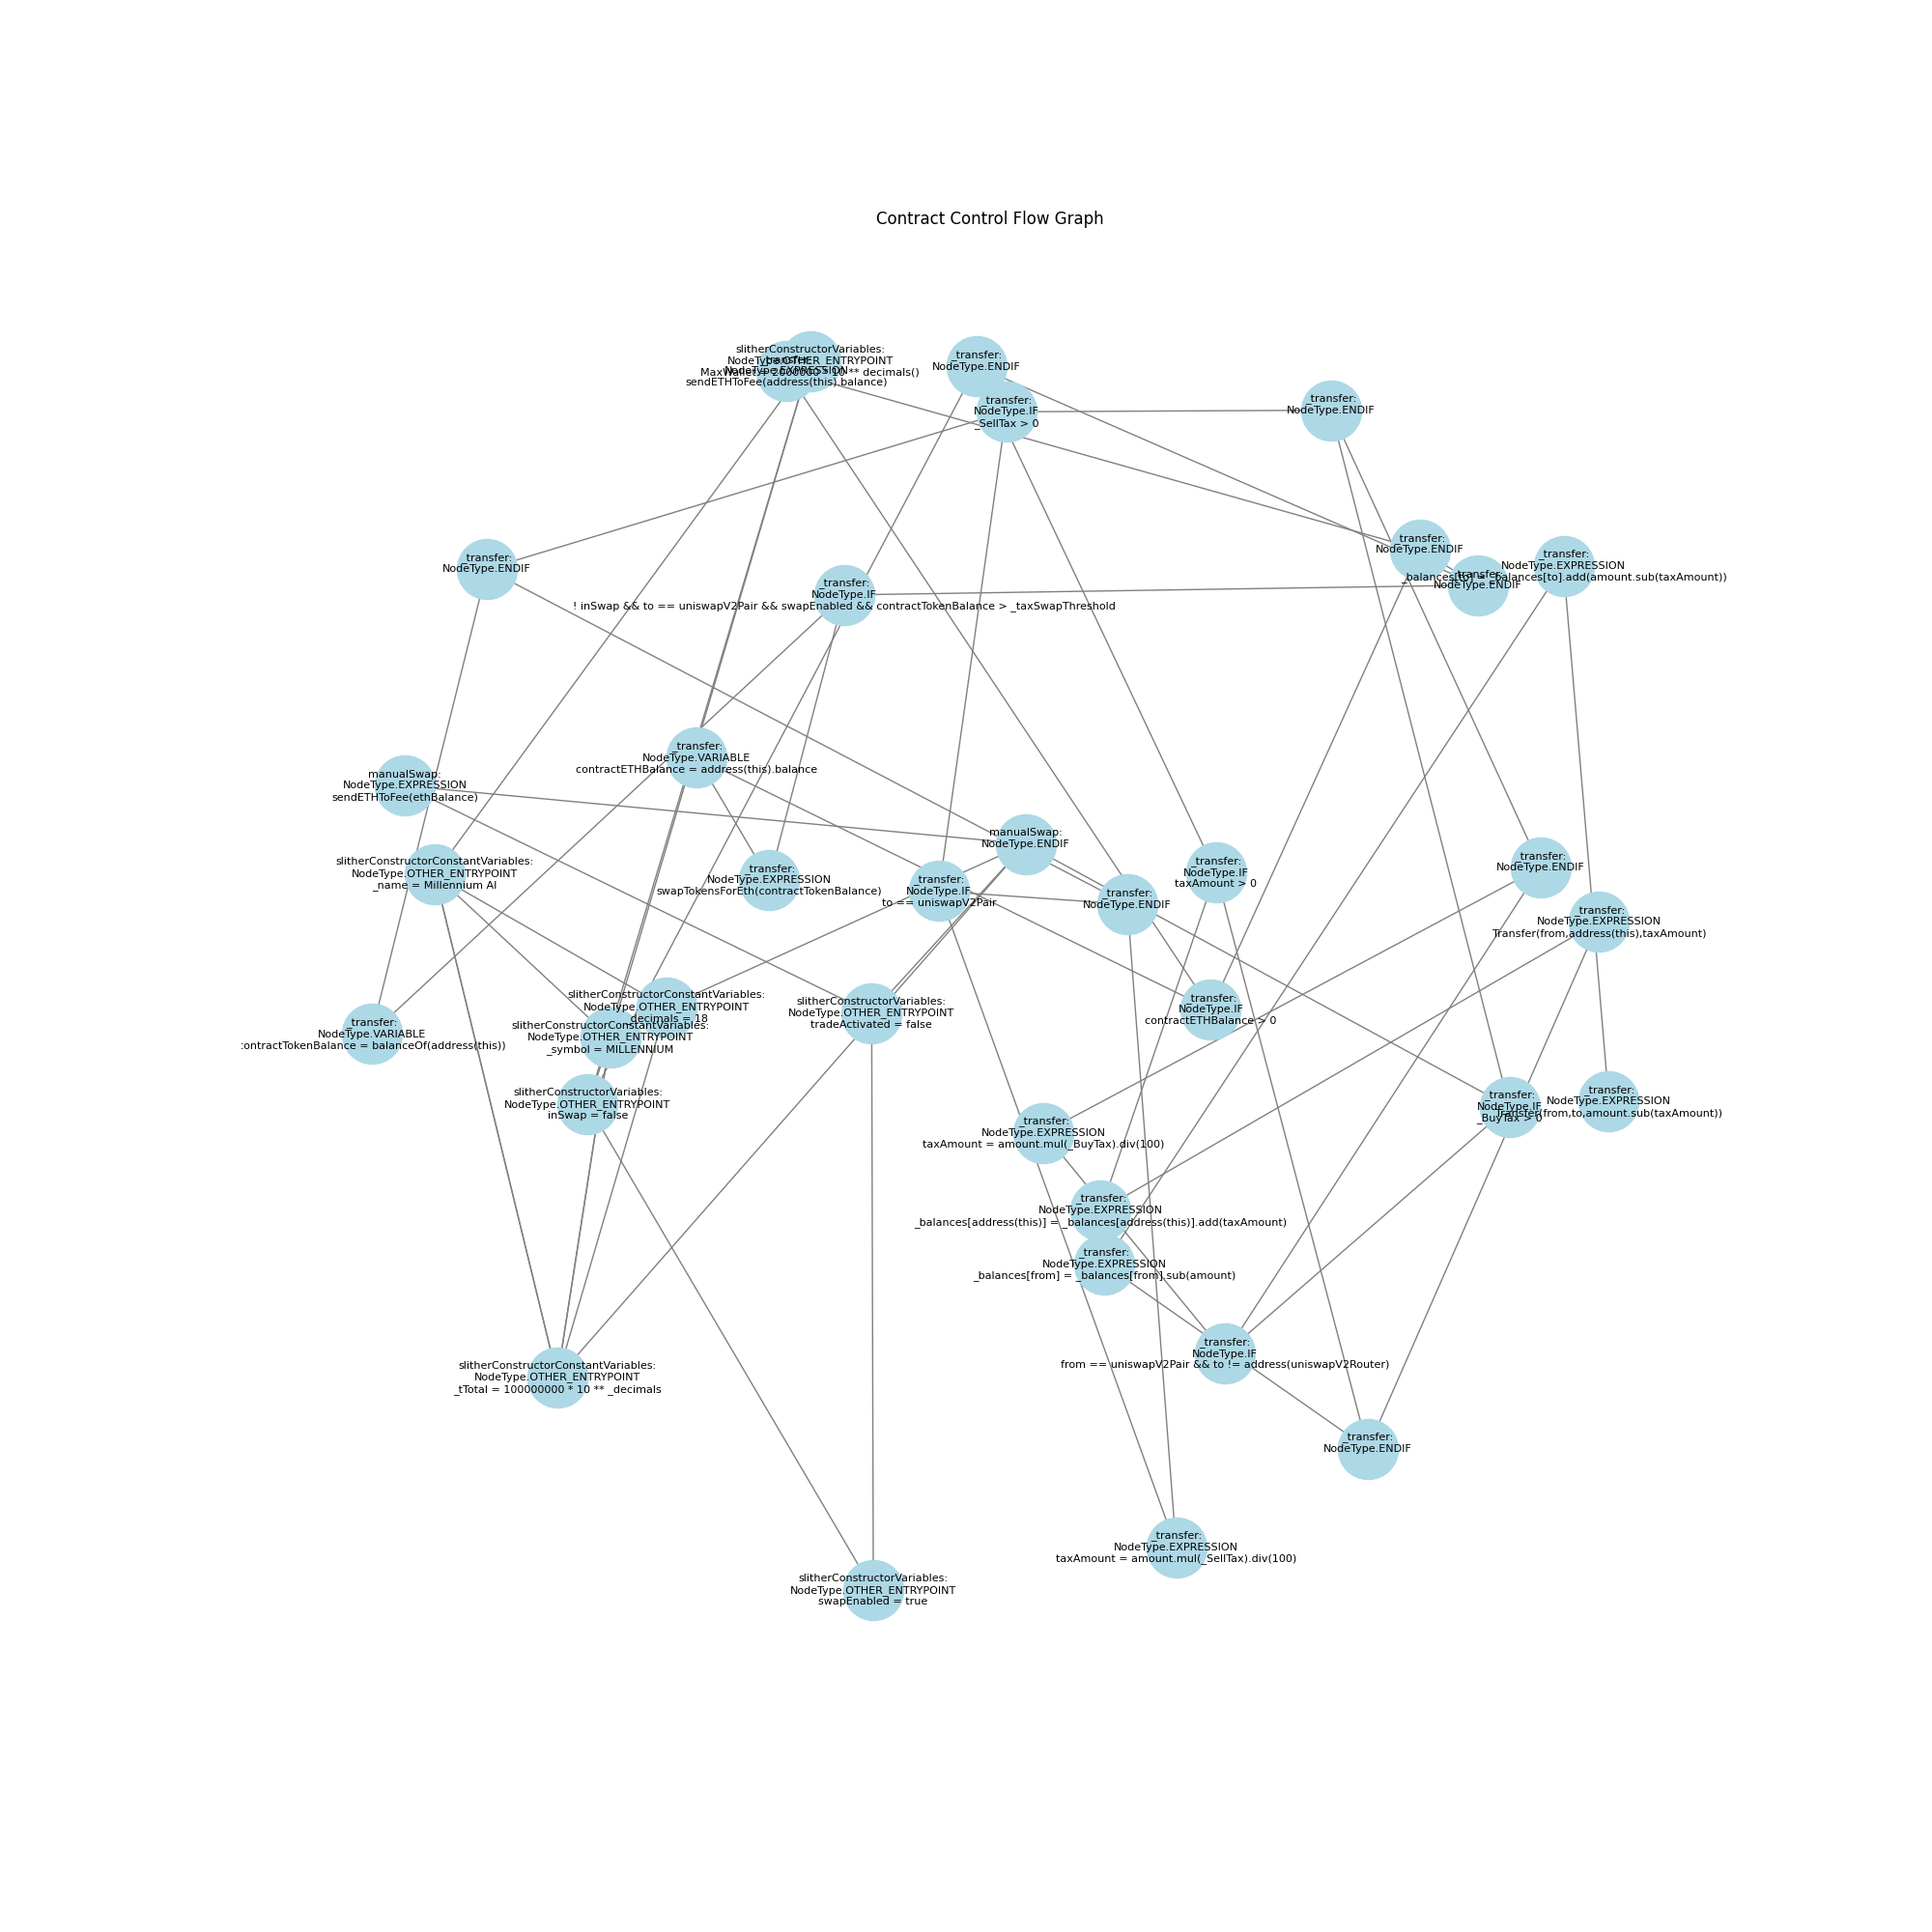 Contract Control Flow Graph
slitherConstructorVariables:
NodeType.OTHER_ENTRYPOINT
MaxWallet = 2000000 * 10 ** decimals()
_transfer:
NodeType.EXPRESSION
sendETHToFee(address(this).balance)
_transfer:
NodeType.ENDIF
_transfer:
NodeType.IF
_SellTax > 0
_transfer:
NodeType.ENDIF
_transfer:
NodeType.ENDIF
_transfer:
NodeType.ENDIF
_transfer:
NodeType.EXPRESSION
_balances[to] = _balances[to].add(amount.sub(taxAmount))
_transfer:
NodeType.ENDIF
_transfer:
NodeType.IF
! inSwap && to == uniswapV2Pair && swapEnabled && contractTokenBalance > _taxSwapThreshold
_transfer:
NodeType.VARIABLE
contractETHBalance = address(this).balance
manualSwap:
NodeType.EXPRESSION
sendETHToFee(ethBalance)
manualSwap:
NodeType.ENDIF
slitherConstructorConstantVariables:
NodeType.OTHER_ENTRYPOINT
_name = Millennium AI
_transfer:
NodeType.EXPRESSION
swapTokensForEth(contractTokenBalance)
_transfer:
NodeType.IF
to == uniswapV2Pair
_transfer:
NodeType.ENDIF
_transfer:
NodeType.IF
taxAmount > 0
_transfer:
NodeType.ENDIF
_transfer:
NodeType.EXPRESSION
Transfer(from,address(this),taxAmount)
slitherConstructorConstantVariables:
NodeType.OTHER_ENTRYPOINT
_decimals = 18
slitherConstructorVariables:
NodeType.OTHER_ENTRYPOINT
tradeActivated = false
_transfer:
NodeType.IF
contractETHBalance > 0
_transfer:
NodeType.VARIABLE
contractTokenBalance = balanceOf(address(this))
slitherConstructorConstantVariables:
NodeType.OTHER_ENTRYPOINT
_symbol = MILLENNIUM
slitherConstructorVariables:
NodeType.OTHER_ENTRYPOINT
inSwap = false
_transfer:
NodeType.EXPRESSION
Transfer(from,to,amount.sub(taxAmount))
_transfer:
NodeType.IF
_BuyTax > 0
_transfer:
NodeType.EXPRESSION
taxAmount = amount.mul(_BuyTax).div(100)
_transfer:
NodeType.EXPRESSION
_balances[address(this)] = _balances[address(this)].add(taxAmount)
_transfer:
NodeType.EXPRESSION
_balances[from] = _balances[from].sub(amount)
_transfer:
NodeType.IF
from == uniswapV2Pair && to != address(uniswapV2Router)
slitherConstructorConstantVariables:
NodeType.OTHER_ENTRYPOINT
_tTotal = 100000000 * 10 ** _decimals
_transfer:
NodeType.ENDIF
_transfer:
NodeType.EXPRESSION
taxAmount = amount.mul(_SellTax).div(100)
slitherConstructorVariables:
NodeType.OTHER_ENTRYPOINT
swapEnabled = true